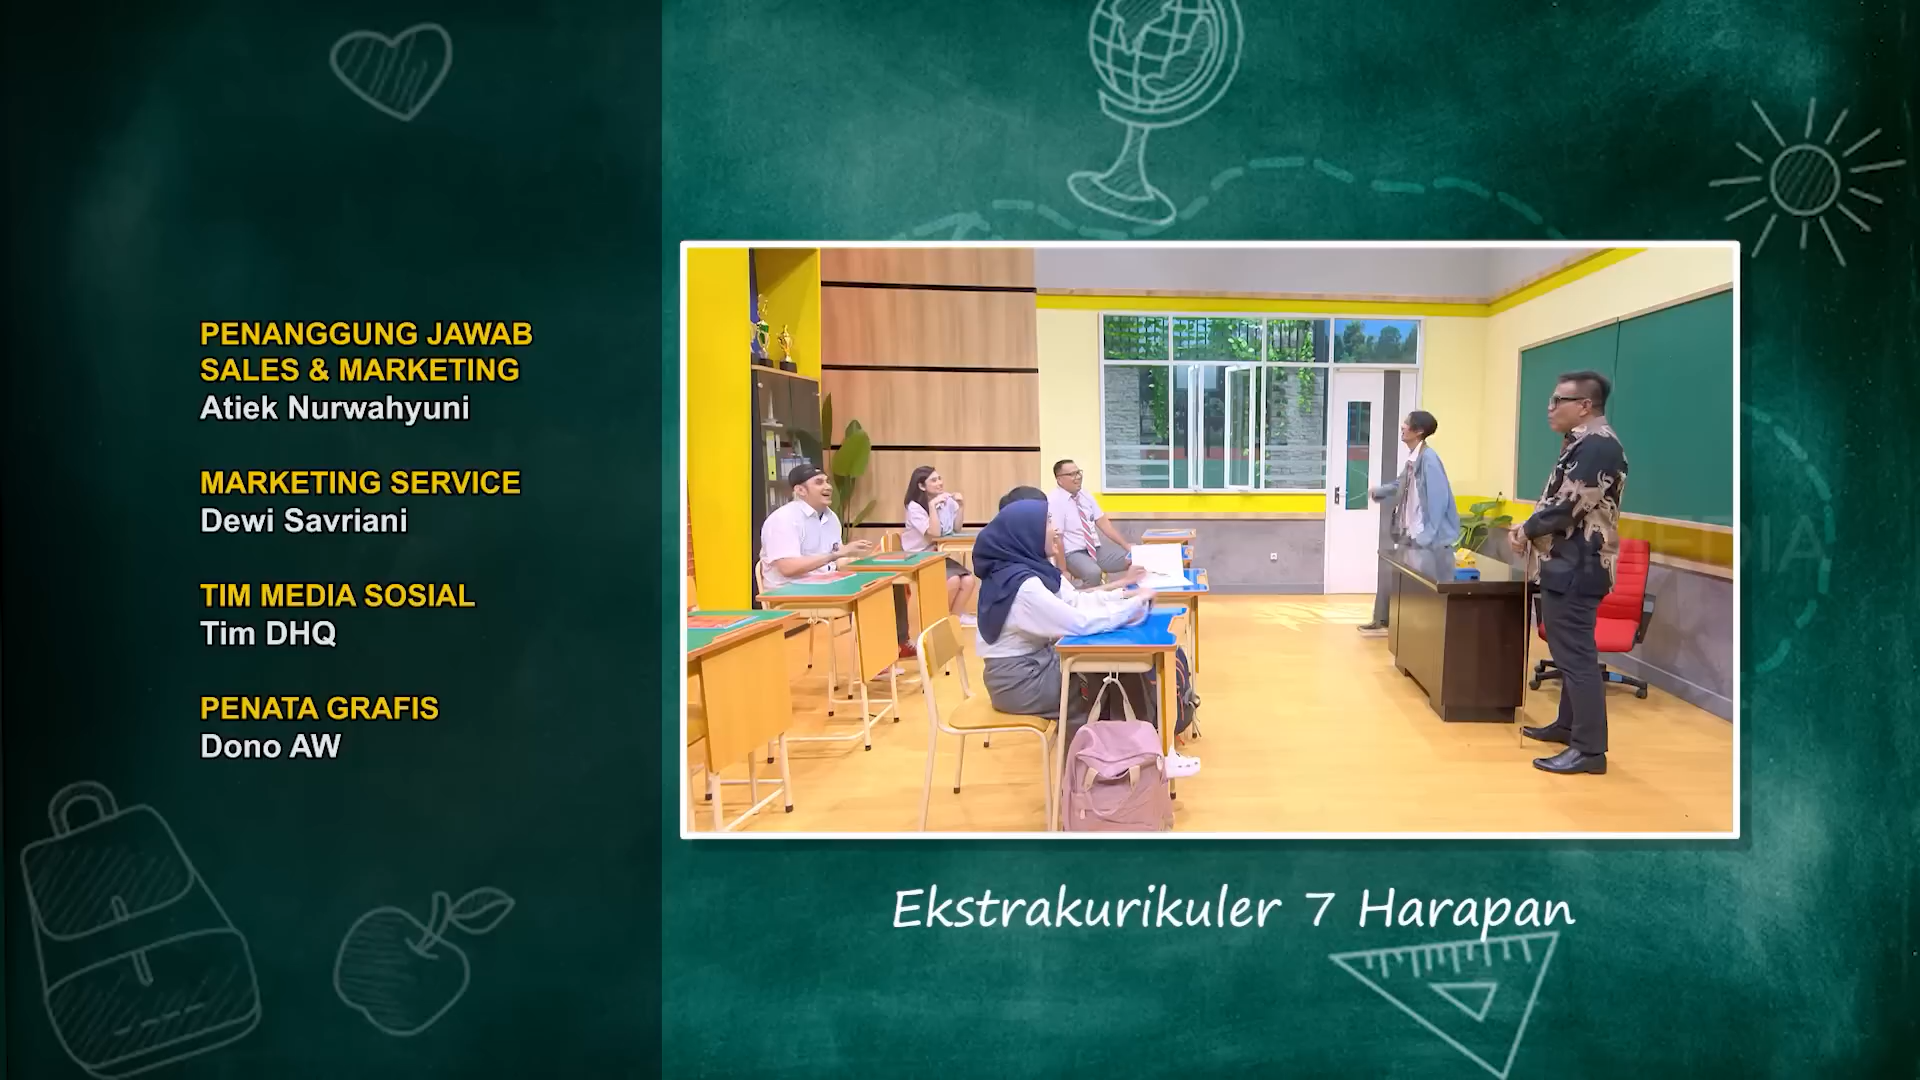 PENANGGUNG JAWAB
SALES & MARKETING
Atiek Nurwahyuni
MARKETING SERVICE
Dewi Savriani
TIM MEDIA SOSIAL
Tim DHQ
PENATA GRAFIS
Dono AW
Ekstrakurikuler 7 Harapan